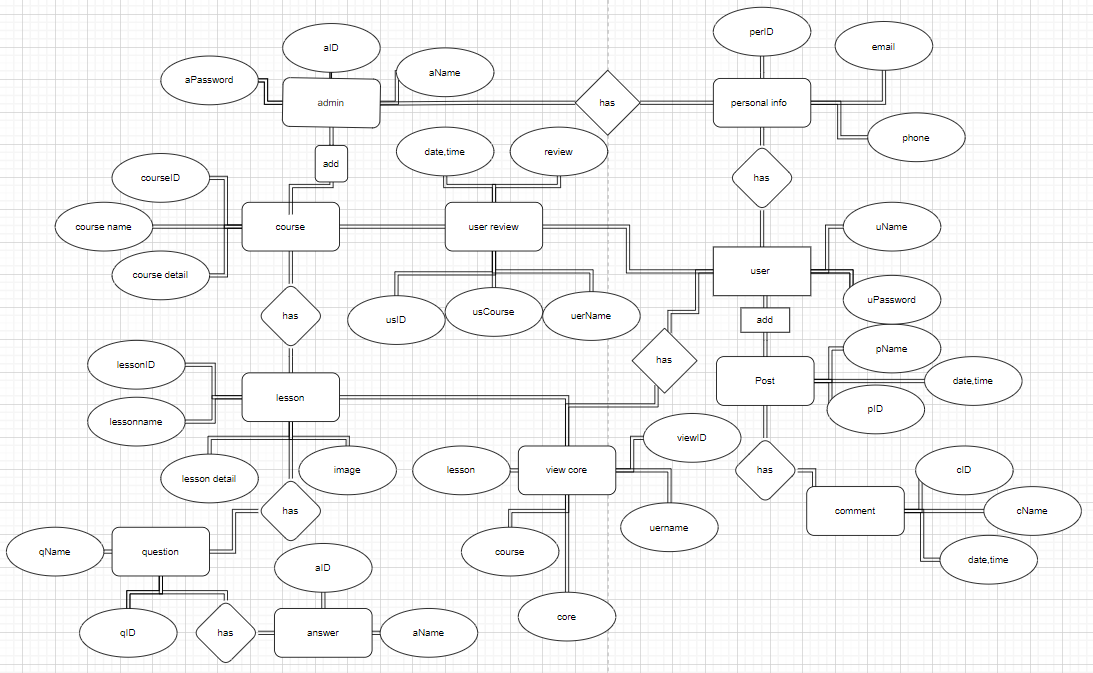 perID
email
aID
aName
aPassword
admin
has
personal info
phone
date,time
review
add
courseID
has
course name
course
user review
uName
course detail
user
uPassword
usID
usCourse
uerName
has
add
pName
has
lessonID
Post
date,time
lesson
pID
lessonname
viewID
lesson detail
image
lesson
view core
has
cID
has
comment
cName
uername
qName
question
course
date,time
aID
core
qID
has
answer
aName